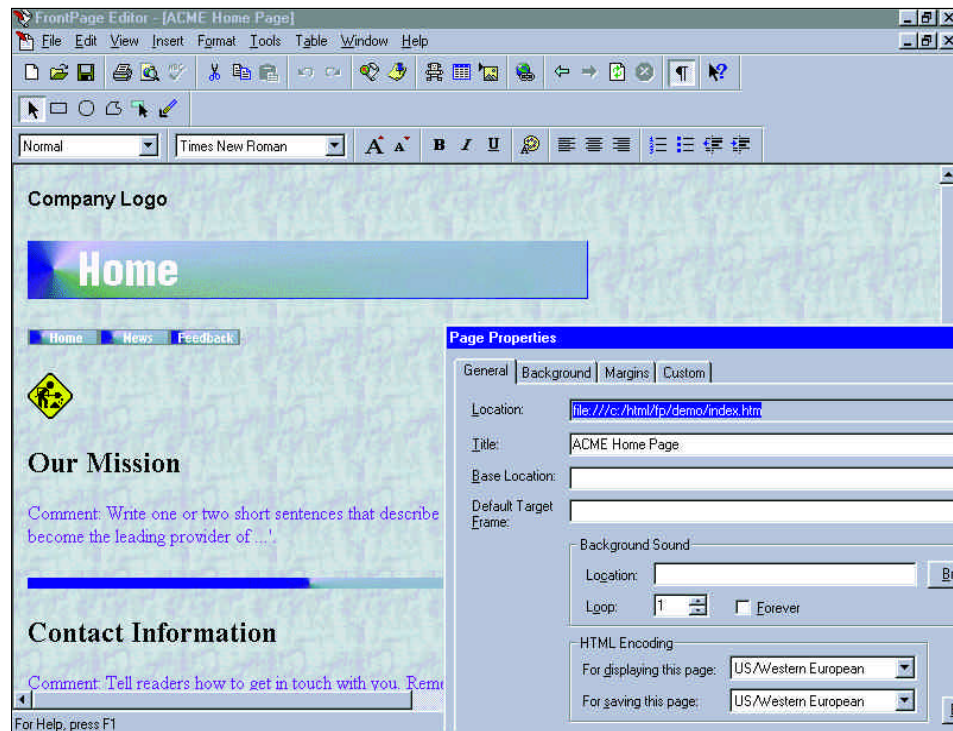 FrontPage Editor - [ACME Home Page]
File Edit View Insert Format Tools Table Window Help
Normal
Times New Roman
A A B I U
Company Logo
Home
Home News Feedback
Our Mission
Comment: Write one or two short sentences that describe
become the leading provider of ...'.
Contact Information
Comment: Tell readers how to get in touch with you.
For Help, press F1
Page Properties
General Background Margins Custom
Location: file:///c:/html/fp/demo/index.htm
Title: ACME Home Page
Base Location:
Default Target
Frame:
Background Sound
Location:
Loop: 1 Forever
HTML Encoding
For displaying this page: US/Western European
For saving this page: US/Western European